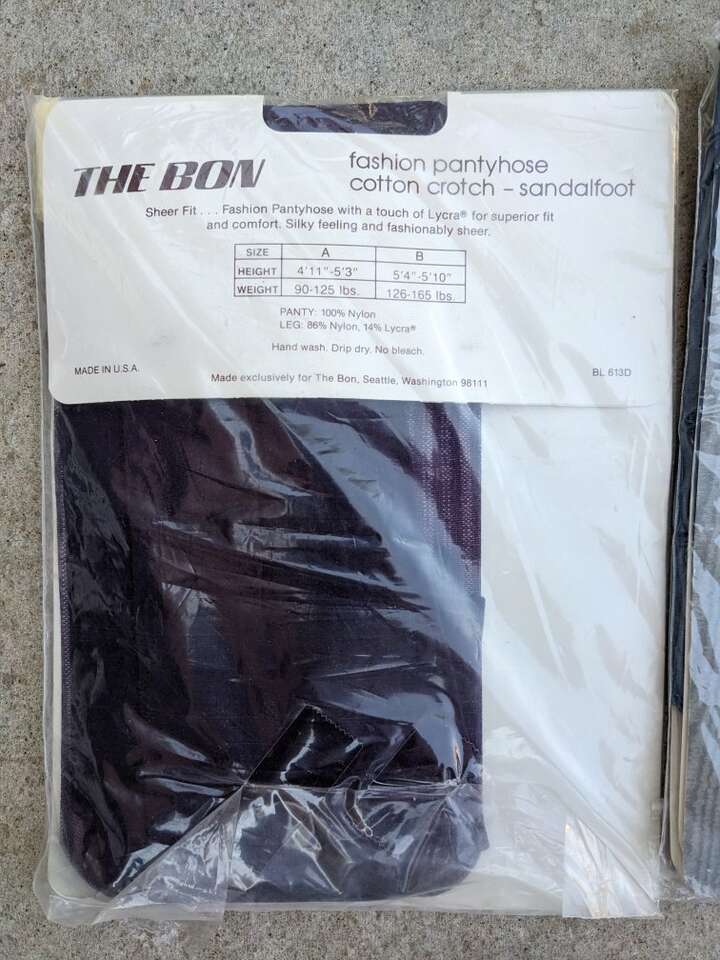 THE BON
fashion pantyhose
cotton crotch – sandalfoot
Sheer Fit . . . Fashion Pantyhose with a touch of Lycra® for superior fit
and comfort. Silky feeling and fashionably sheer.
SIZE A B
HEIGHT 4'11"-5'3" 5'4"-5'10"
WEIGHT 90-125 lbs. 126-165 lbs.
PANTY: 100% Nylon
LEG: 86% Nylon, 14% Lycra®
Hand wash. Drip dry. No bleach.
MADE IN U.S.A.
Made exclusively for The Bon, Seattle, Washington 98111
BL 613D